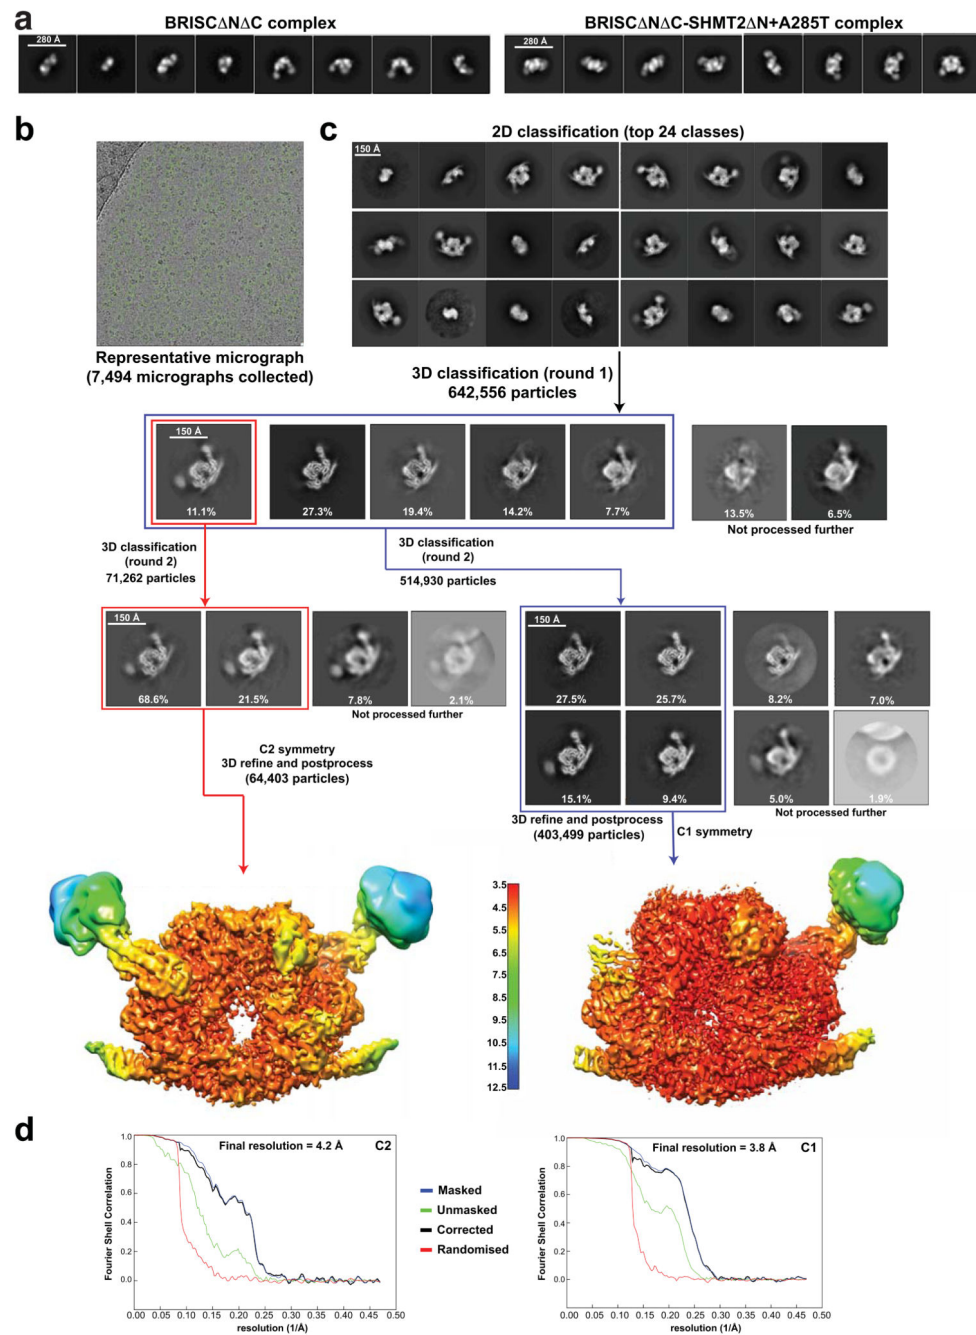 a
BRISCΔNΔC complex
BRISCΔNΔC-SHMT2ΔN+A285T complex
280 Å
280 Å
b
c
2D classification (top 24 classes)
150 Å
Representative micrograph
(7,494 micrographs collected)
3D classification (round 1)
642,556 particles
150 Å
11.1%
27.3%
19.4%
14.2%
7.7%
13.5%
6.5%
Not processed further
3D classification
(round 2)
71,262 particles
3D classification
(round 2)
514,930 particles
150 Å
68.6%
21.5%
7.8%
2.1%
Not processed further
150 Å
27.5%
25.7%
8.2%
7.0%
15.1%
9.4%
5.0%
1.9%
Not processed further
C2 symmetry
3D refine and postprocess
(64,403 particles)
3D refine and postprocess
(403,499 particles)
C1 symmetry
3.5
4.5
5.5
6.5
7.5
8.5
9.5
10.5
11.5
12.5
d
Final resolution = 4.2 Å
C2
Fourier Shell Correlation
1.0
0.8
0.6
0.4
0.2
0.0
0.00 0.05 0.10 0.15 0.20 0.25 0.30 0.35 0.40 0.45 0.50
resolution (1/Å)
Masked
Unmasked
Corrected
Randomised
Final resolution = 3.8 Å
C1
Fourier Shell Correlation
1.0
0.8
0.6
0.4
0.2
0.0
0.00 0.05 0.10 0.15 0.20 0.25 0.30 0.35 0.40 0.45 0.50
resolution (1/Å)